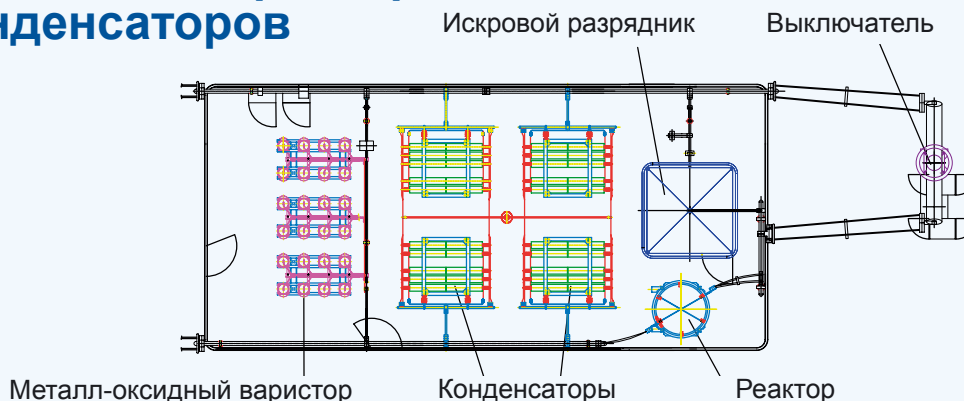 нденсаторов
Искровой разрядник
Выключатель
Металл-оксидный варистор
Конденсаторы
Реактор